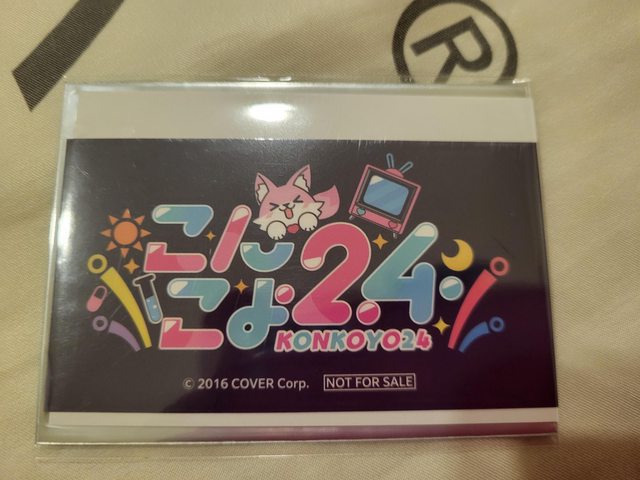 ®
こん
こよ24
KONKOYO24
© 2016 COVER Corp. NOT FOR SALE